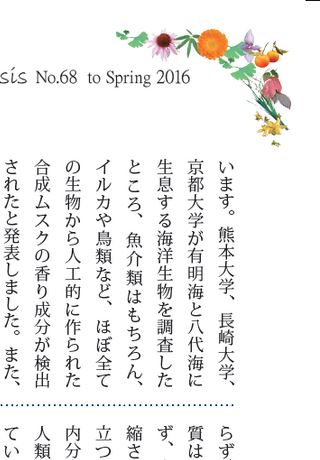 sis No.68 to Spring 2016
います。熊本大学、長崎大学、
京都大学が有明海と八代海に
生息する海洋生物を調査した
ところ、魚介類はもちろん、
イルカや鳥類など、ほぼ全て
の生物から人工的に作られた
合成ムスクの香り成分が検出
されたと発表しました。また、
らず
質は
ず、
縮さ
立つ
内分
人類
てい